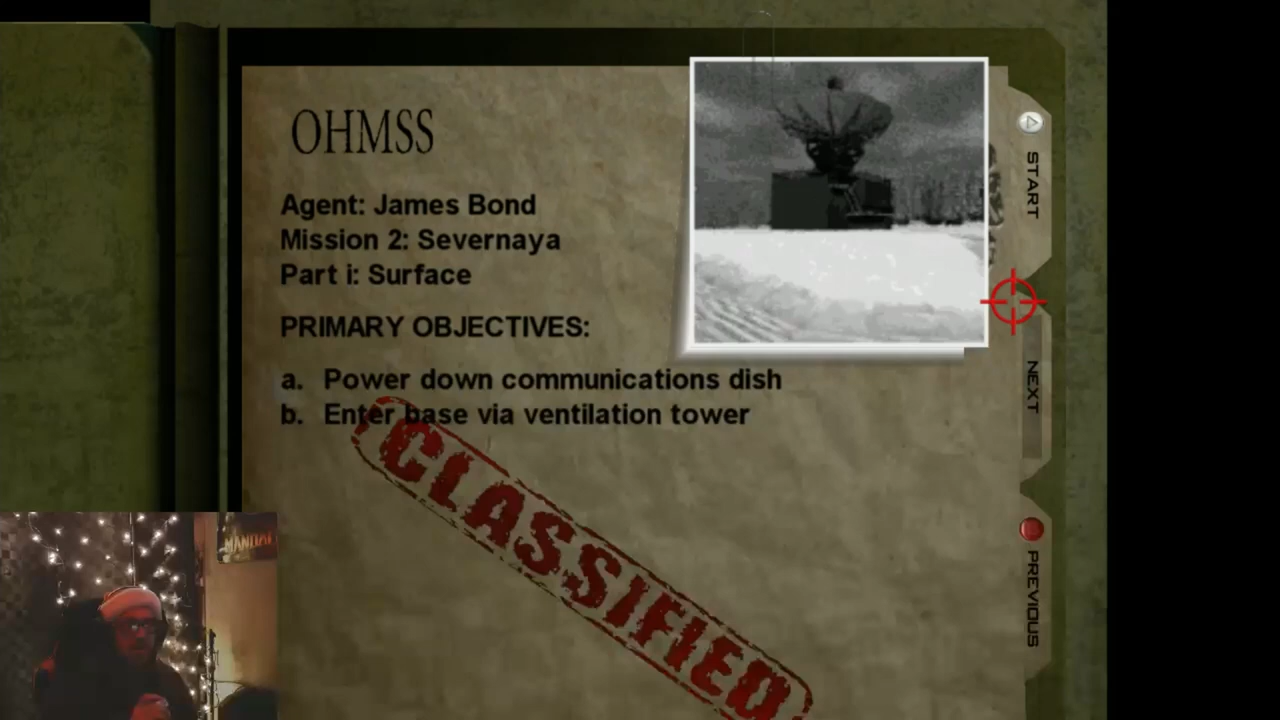 OHMSS
Agent: James Bond
Mission 2: Severnaya
Part i: Surface
PRIMARY OBJECTIVES:
a. Power down communications dish
b. Enter base via ventilation tower
CLASSIFIED
START
NEXT
PREVIOUS